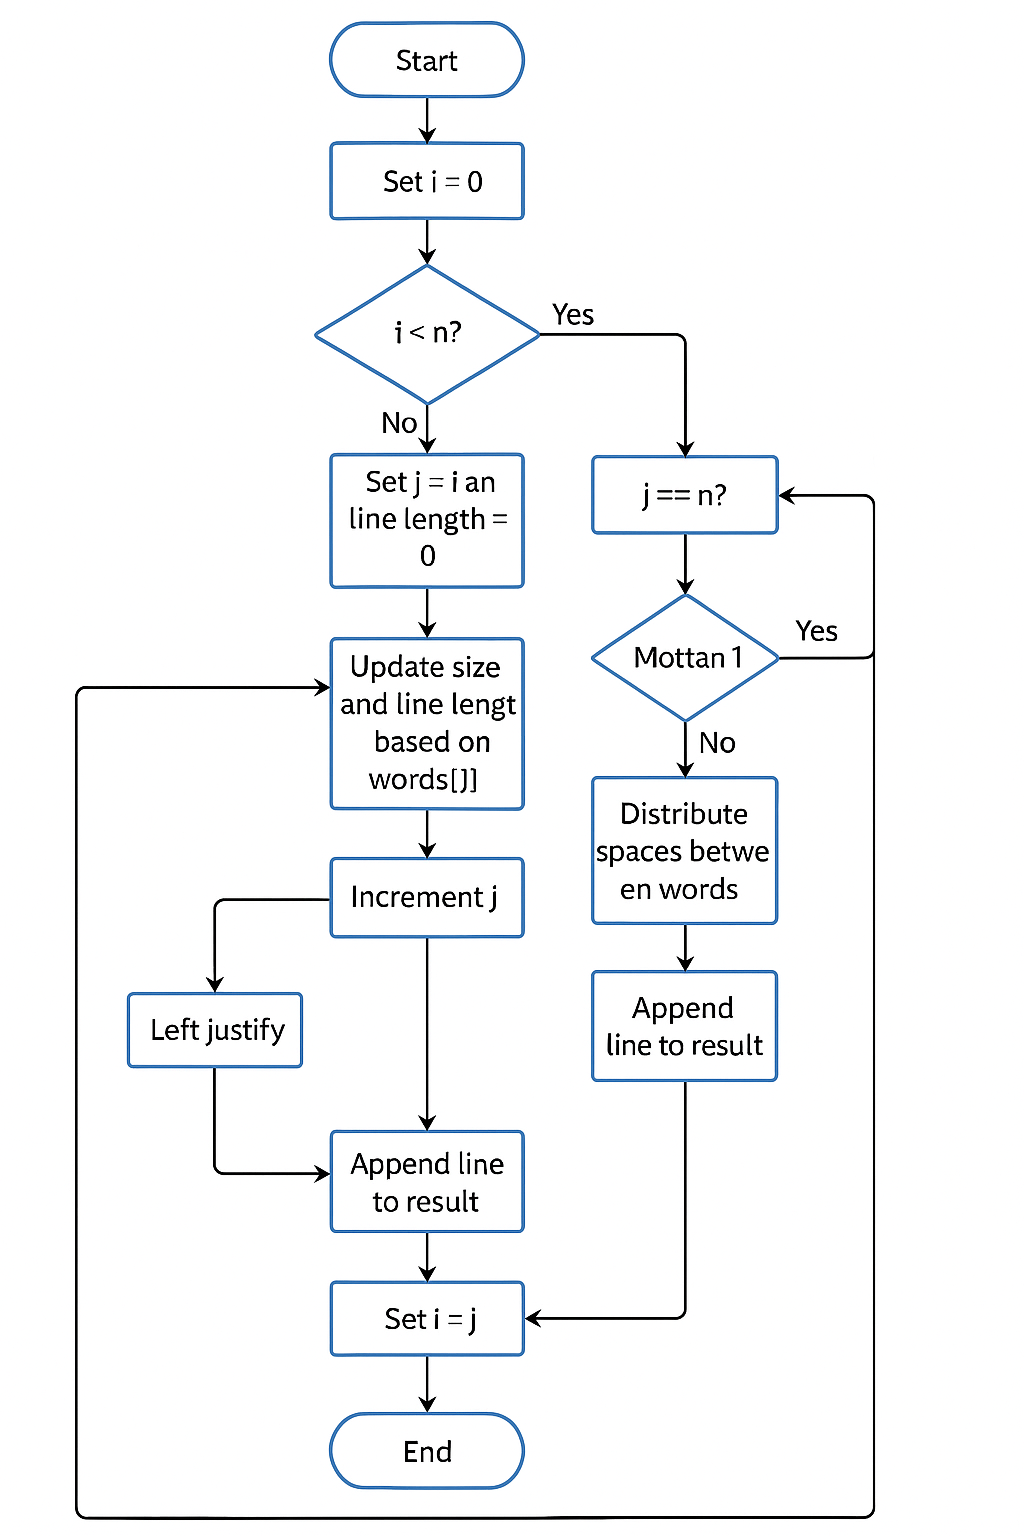 Start
Set i = 0
i < n?
Yes
No
Set j = i an
line length =
0
j == n?
Mottan 1
Yes
No
Update size
and line lengt
based on
words[J]
Distribute
spaces betwe
en words
Increment j
Left justify
Append
line to result
Append line
to result
Set i = j
End